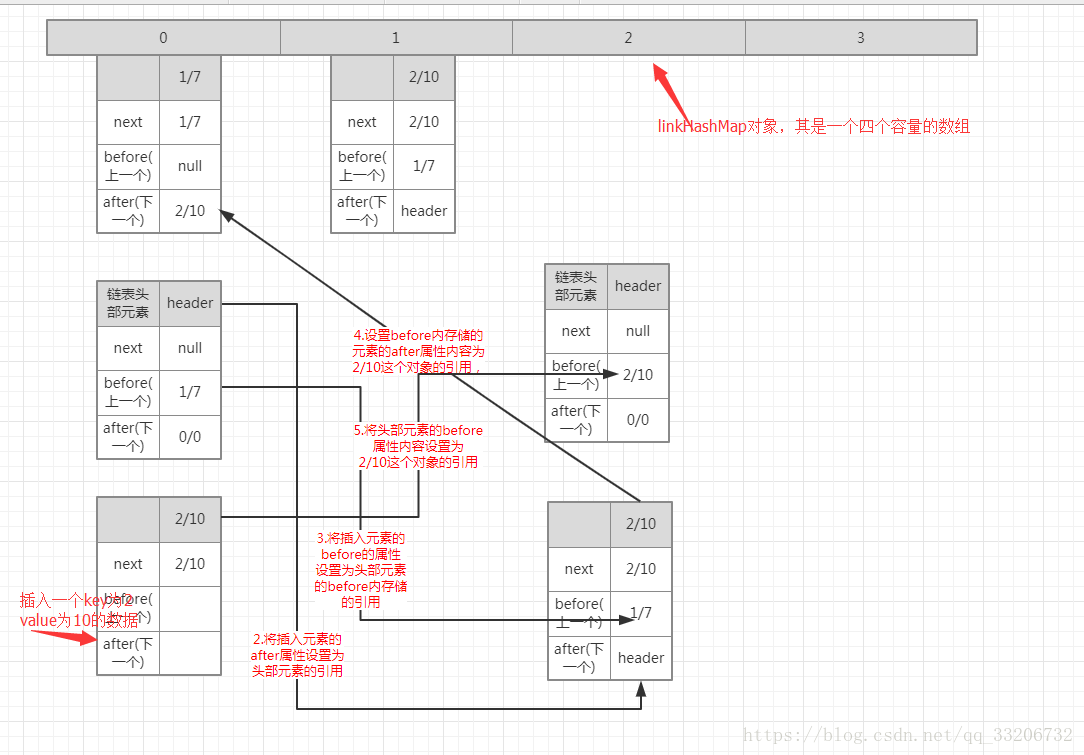 0 1 2 3
1/7
next 1/7
before(
上一个) null
after(下
一个) 2/10
2/10
next 2/10
before(
上一个) 1/7
after(下
一个) header
linkHashMap对象，其是一个四个容量的数组
链表头
部元素 header
next null
before(
上一个) 1/7
after(下
一个) 0/0
4.设置before内存储的
元素的after属性内容为
2/10这个对象的引用，
链表头
部元素 header
next null
before(
上一个) 2/10
after(下
一个) 0/0
5.将头部元素的before
属性内容设置为
2/10这个对象的引用
2/10
next 2/10
before(
上一个)
after(下
一个)
插入一个key为2
value为10的数据
3.将插入元素的
before的属性
设置为头部元素
的before内存储
的引用
2.将插入元素的
after属性设置为
头部元素的引用
2/10
next 2/10
before(
上一个) 1/7
after(下
一个) header
https://blog.csdn.net/qq_33206732